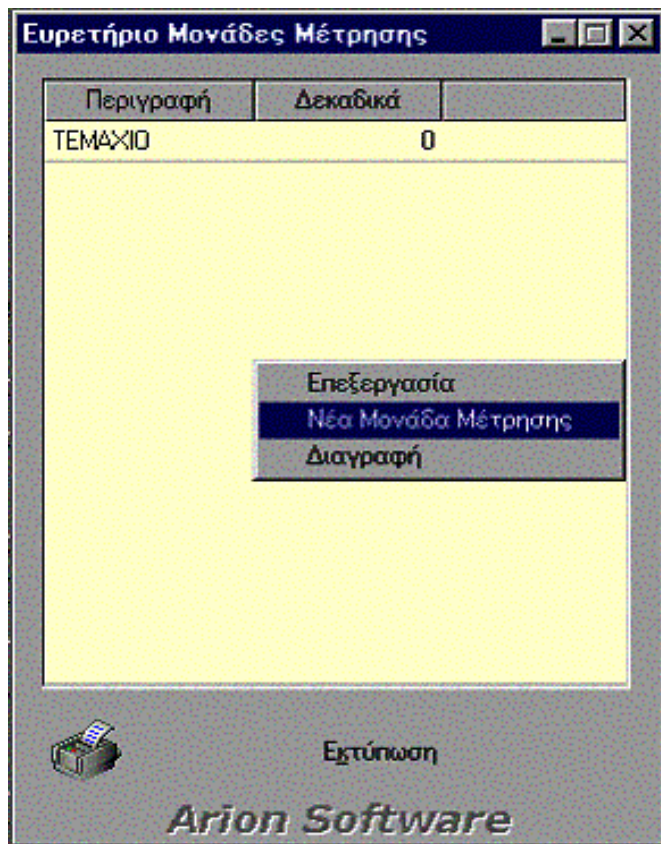 Ευρετήριο Μονάδες Μέτρησης
Περιγραφή Δεκαδικά
ΤΕΜΑΧΙΟ 0
Επεξεργασία
Νέα Μονάδα Μέτρησης
Διαγραφή
Εκτύπωση
Arion Software